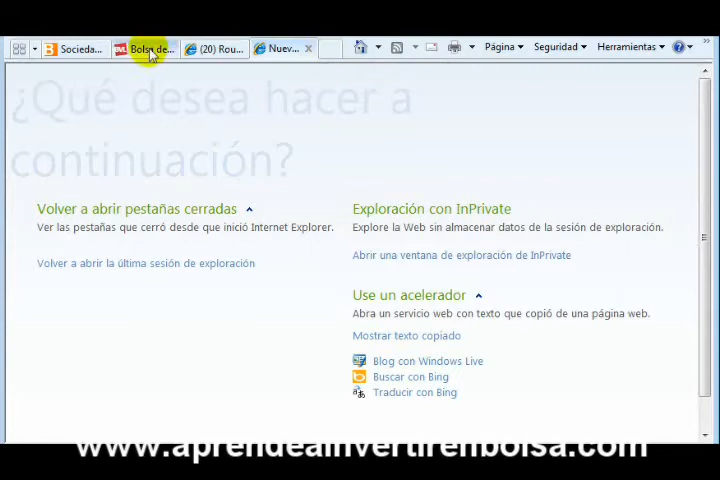 Socieda...
BVL Bolsa de...
(20) Rou...
Nuev...
Página
Seguridad
Herramientas
¿Qué desea hacer a
continuación?
Volver a abrir pestañas cerradas
Ver las pestañas que cerró desde que inició Internet Explorer.
Volver a abrir la última sesión de exploración
Exploración con InPrivate
Explore la Web sin almacenar datos de la sesión de exploración.
Abrir una ventana de exploración de InPrivate
Use un acelerador
Abra un servicio web con texto que copió de una página web.
Mostrar texto copiado
Blog con Windows Live
Buscar con Bing
Traducir con Bing
www.aprendeainvertirenbolsa.com